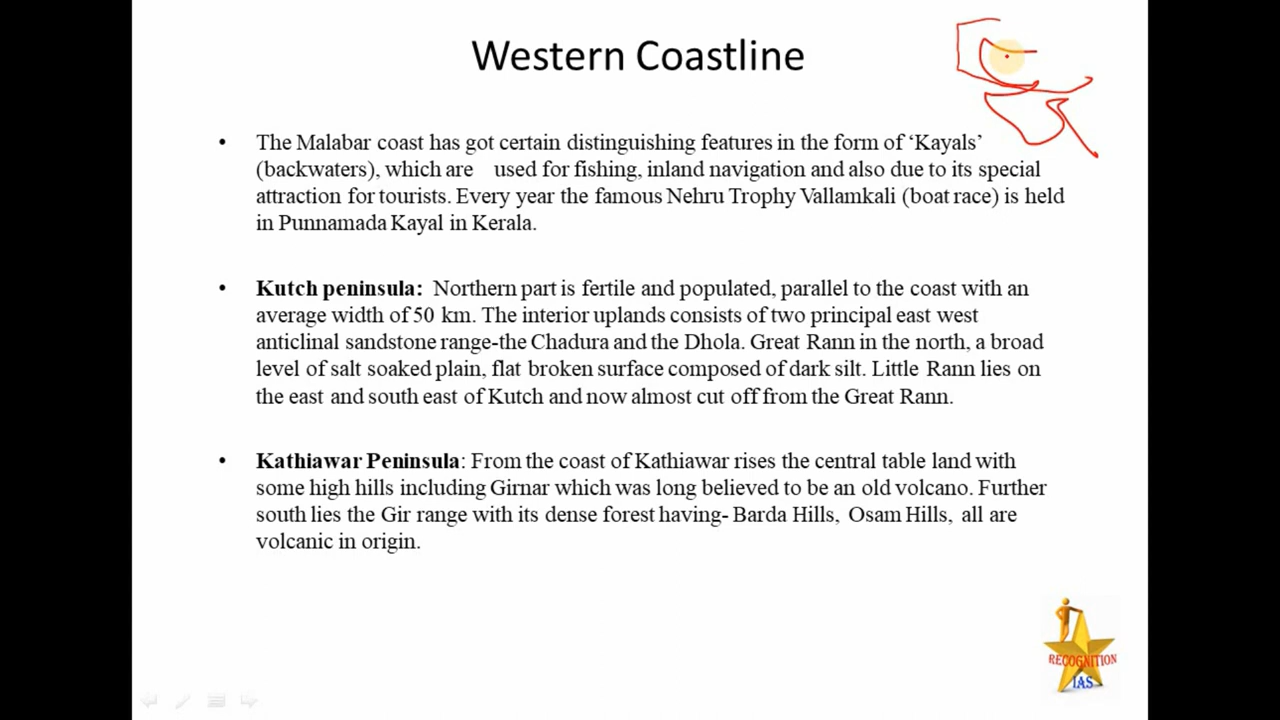 Western Coastline
• The Malabar coast has got certain distinguishing features in the form of ‘Kayals’
(backwaters), which are used for fishing, inland navigation and also due to its special
attraction for tourists. Every year the famous Nehru Trophy Vallamkali (boat race) is held
in Punnamada Kayal in Kerala.
• Kutch peninsula: Northern part is fertile and populated, parallel to the coast with an
average width of 50 km. The interior uplands consists of two principal east west
anticlinal sandstone range-the Chadura and the Dhola. Great Rann in the north, a broad
level of salt soaked plain, flat broken surface composed of dark silt. Little Rann lies on
the east and south east of Kutch and now almost cut off from the Great Rann.
• Kathiawar Peninsula: From the coast of Kathiawar rises the central table land with
some high hills including Girnar which was long believed to be an old volcano. Further
south lies the Gir range with its dense forest having- Barda Hills, Osam Hills, all are
volcanic in origin.
RECOGNITION
IAS